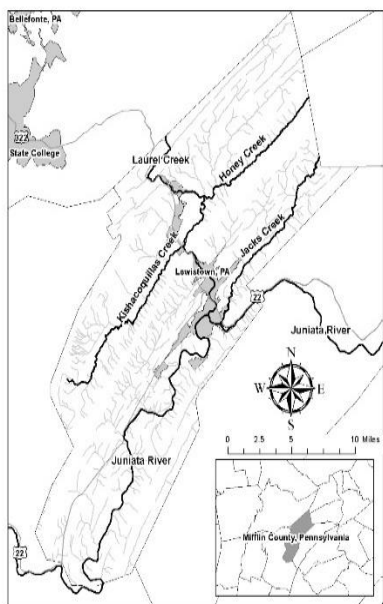 Bellefonte, PA
322
State College
Laurel Creek
Honey Creek
Kishacoquillas Creek
Jacks Creek
Lewistown, PA
22
Juniata River
N
W
E
S
0 2.5 5 10 Miles
Juniata River
22
Mifflin County, Pennsylvania